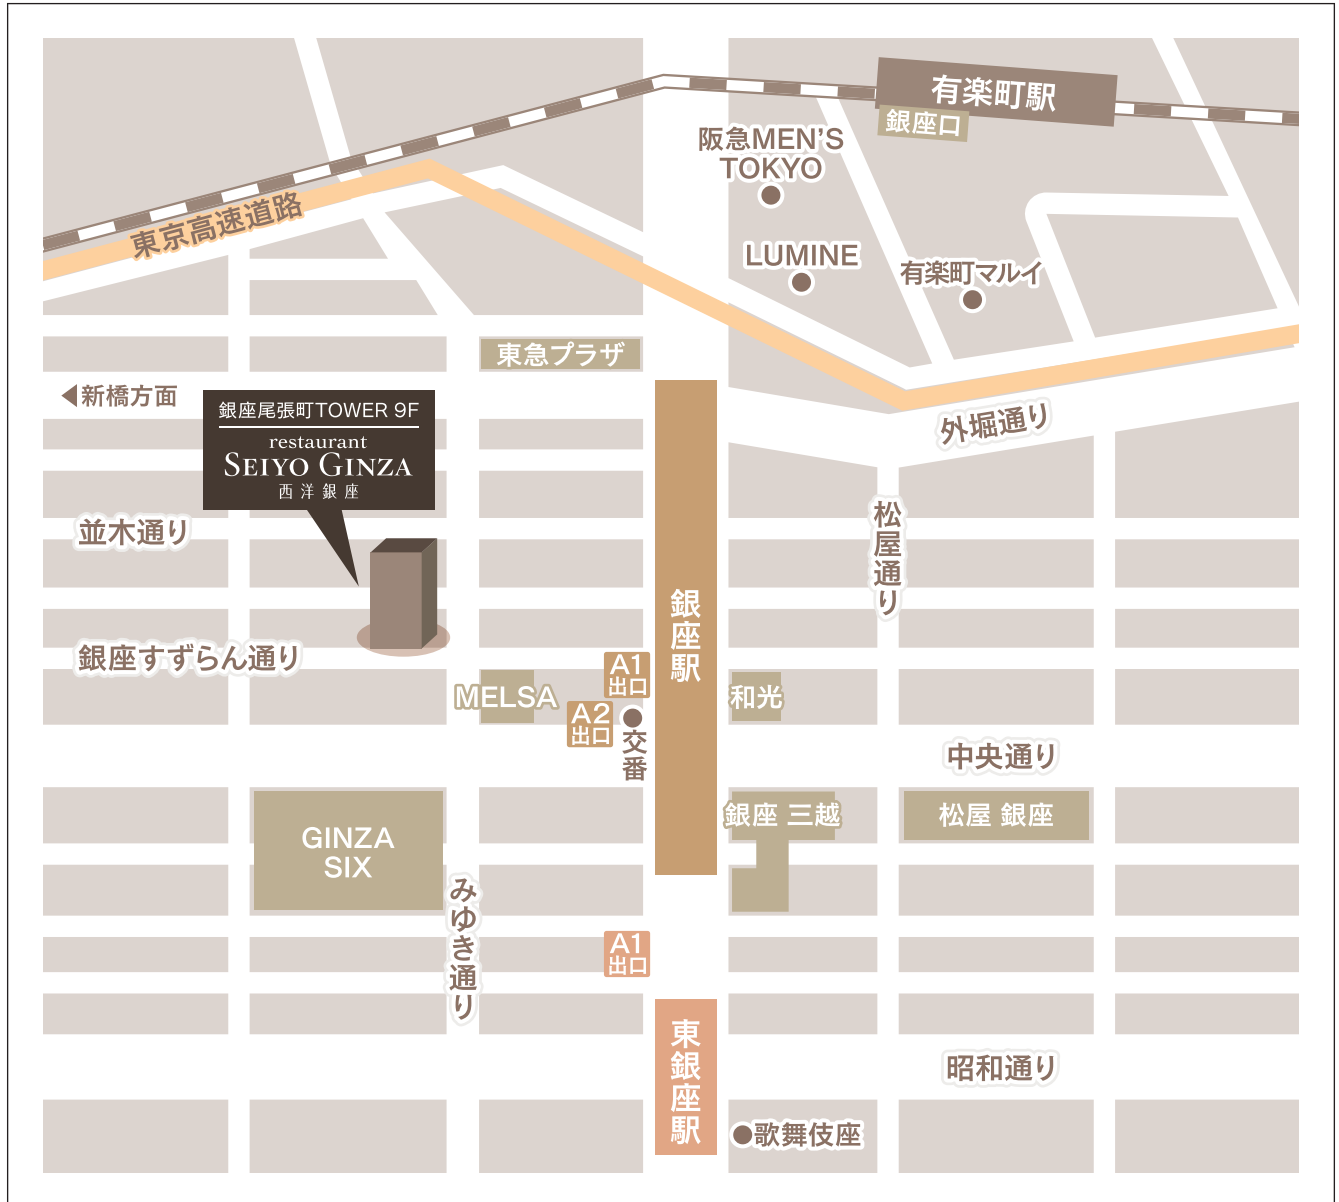 有楽町駅
銀座口
阪急MEN'S
TOKYO
東京高速道路
LUMINE
有楽町マルイ
東急プラザ
◀新橋方面
銀座尾張町TOWER 9F
restaurant
SEIYO GINZA
西洋銀座
外堀通り
並木通り
松屋通り
銀座駅
銀座すずらん通り
A1
出口
MELSA
A2
出口
交番
和光
中央通り
GINZA
SIX
銀座 三越
松屋 銀座
みゆき通り
A1
出口
東銀座駅
昭和通り
歌舞伎座